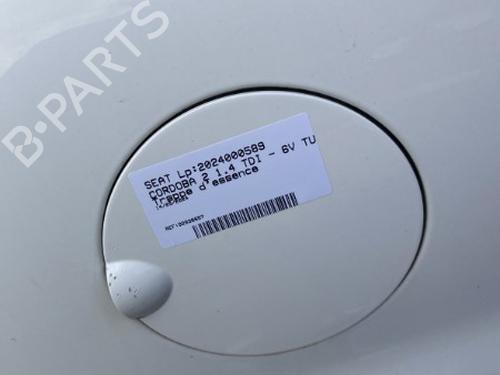 B-PARTS
SEAT Lp:2024000589
CORDOBA 2 1.4 TDI - 6V TU
Trappe d'essence